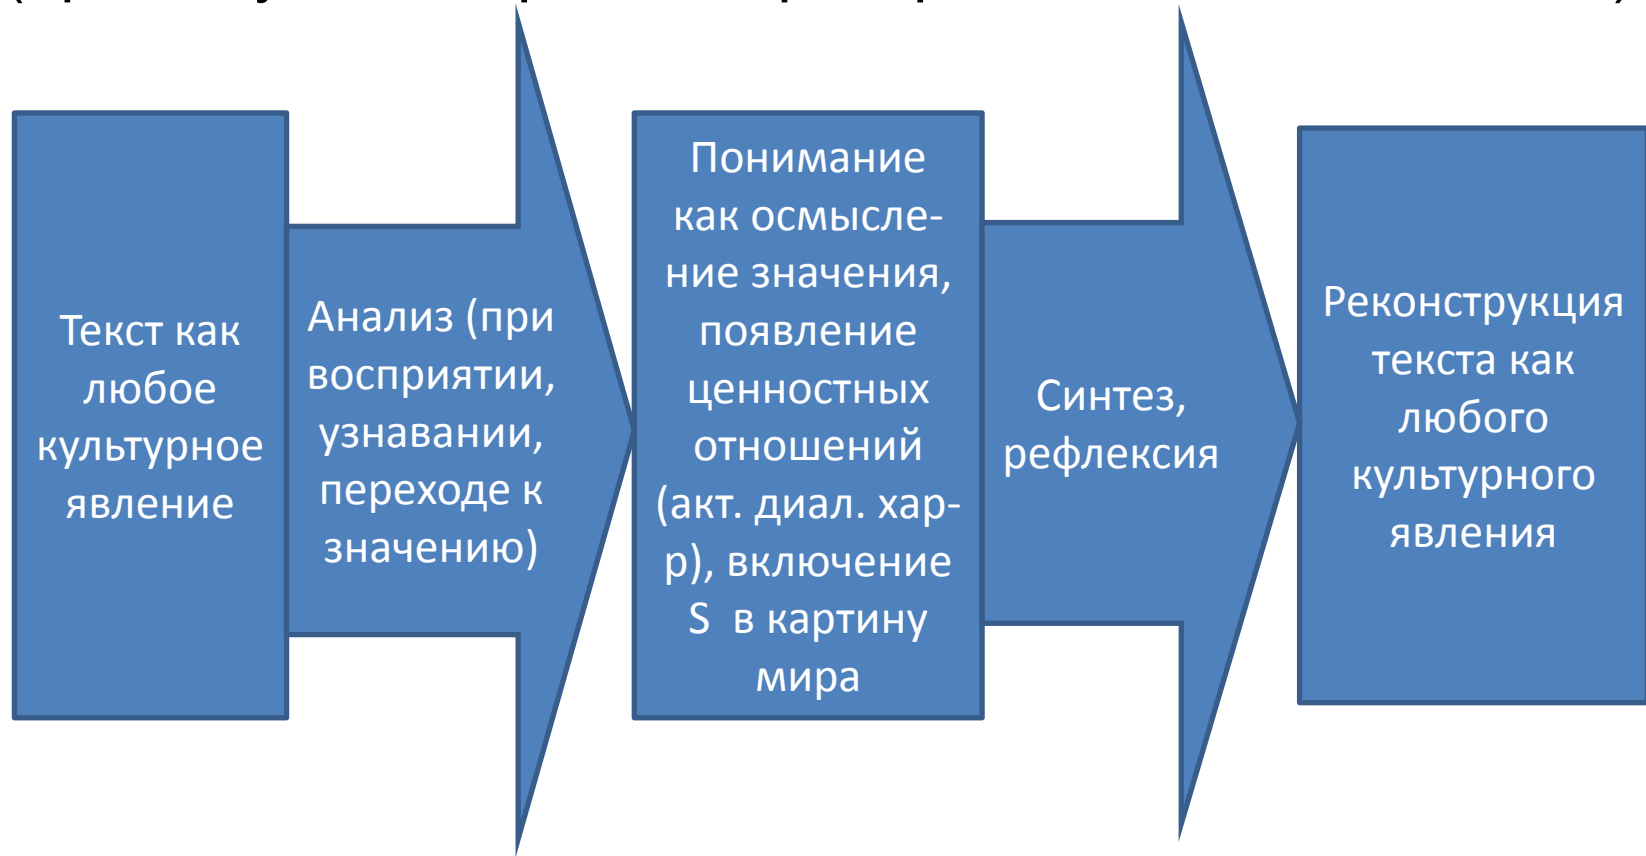 Текст как
любое
культурное
явление
Анализ (при
восприятии,
узнавании,
переходе к
значению)
Понимание
как осмысле-
ние значения,
появление
ценностных
отношений
(акт. диал. хар-
р), включение
S в картину
мира
Синтез,
рефлексия
Реконструкция
текста как
любого
культурного
явления